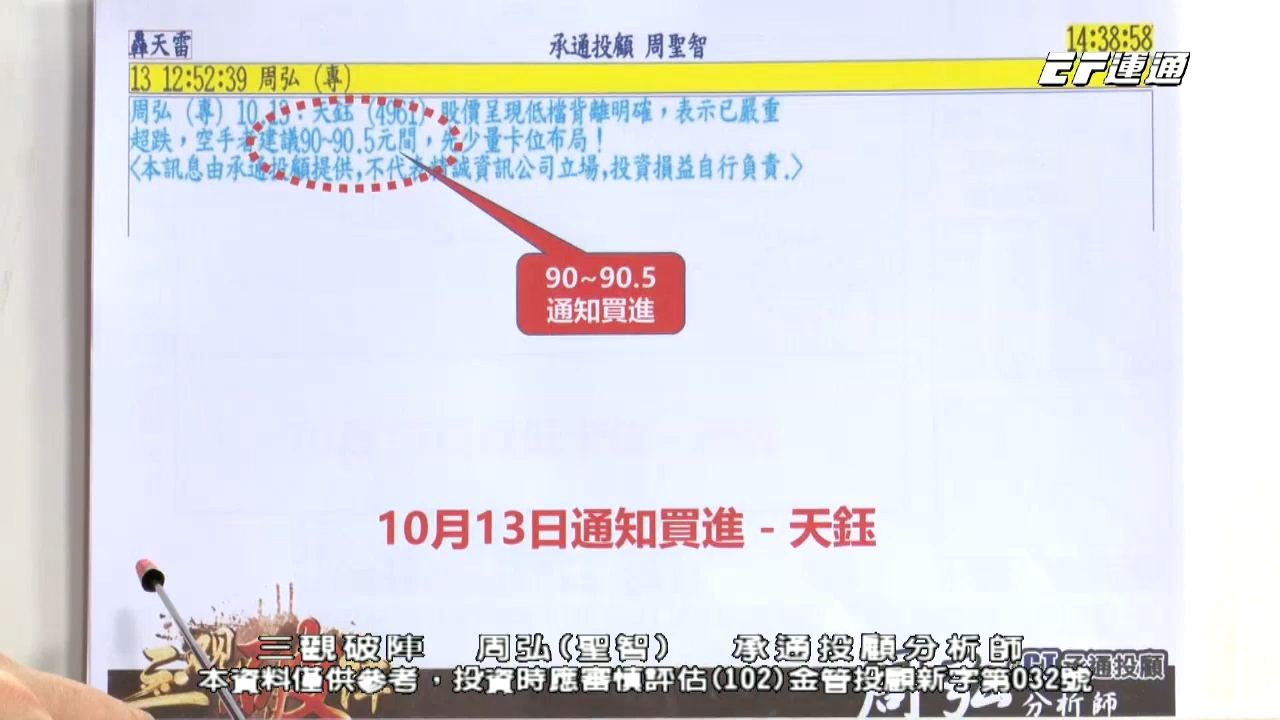 轟天雷
承通投顧 周聖智
14:38:58
CF運通
13 12:52:39 周弘 (專)
周弘 (專) 10.13：天鈺 (4961) 股價呈現低檔背離明確，表示已嚴重
超跌，空手者建議90~90.5元間，先少量卡位布局！
〈本訊息由承通投顧提供,不代表精誠資訊公司立場,投資損益自行負責.〉
90~90.5
通知買進
10月13日通知買進 - 天鈺
三觀破陣 周弘(聖智) 承通投顧分析師
CT 承通投顧
本資料僅供參考，投資時應審慎評估(102)金管投顧新字第032號
周弘 分析師